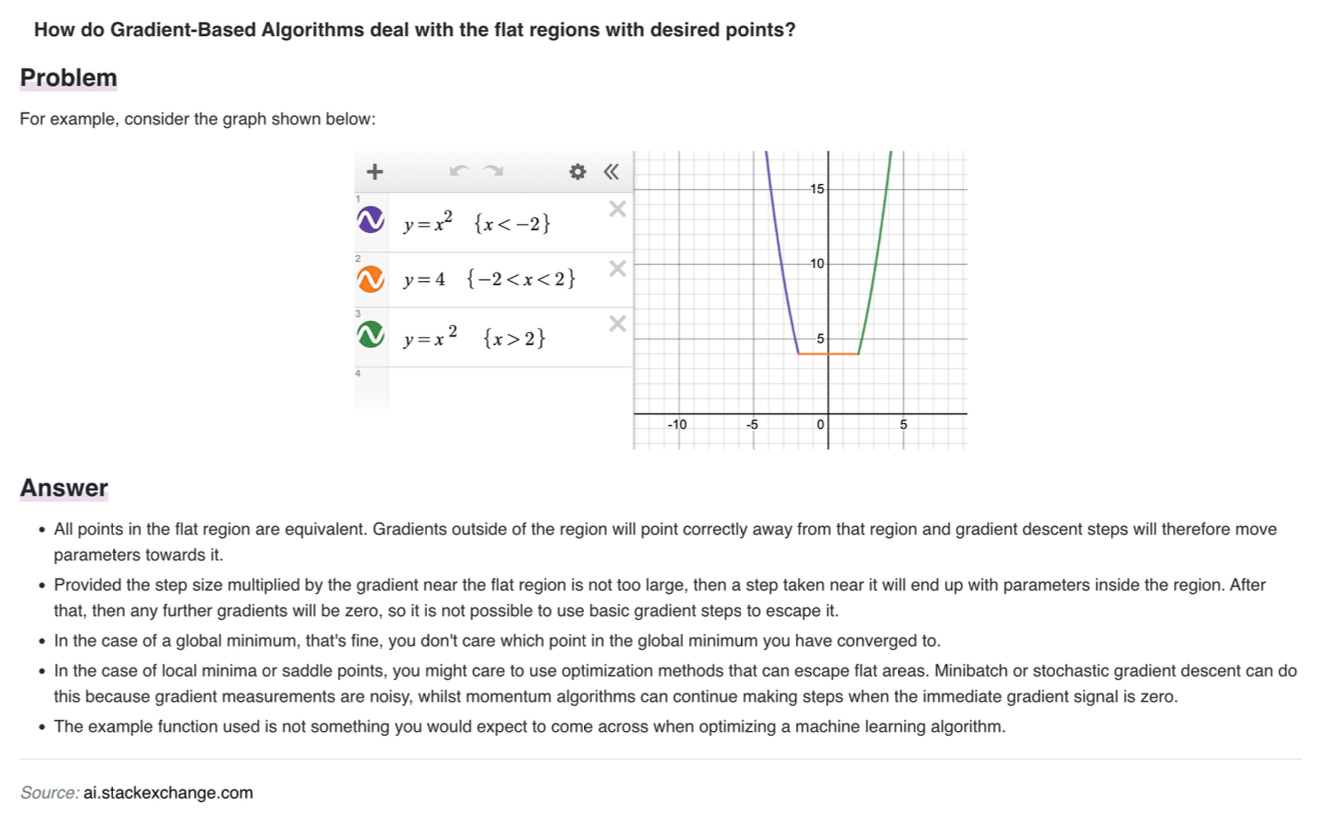 How do Gradient-Based Algorithms deal with the flat regions with desired points?
Problem
For example, consider the graph shown below:
1
y = x² {x < −2}
2
y = 4 {−2 < x < 2}
3
y = x² {x > 2}
4
15
10
5
-10 -5 0 5
Answer
• All points in the flat region are equivalent. Gradients outside of the region will point correctly away from that region and gradient descent steps will therefore move
parameters towards it.
• Provided the step size multiplied by the gradient near the flat region is not too large, then a step taken near it will end up with parameters inside the region. After
that, then any further gradients will be zero, so it is not possible to use basic gradient steps to escape it.
• In the case of a global minimum, that's fine, you don't care which point in the global minimum you have converged to.
• In the case of local minima or saddle points, you might care to use optimization methods that can escape flat areas. Minibatch or stochastic gradient descent can do
this because gradient measurements are noisy, whilst momentum algorithms can continue making steps when the immediate gradient signal is zero.
• The example function used is not something you would expect to come across when optimizing a machine learning algorithm.
Source: ai.stackexchange.com